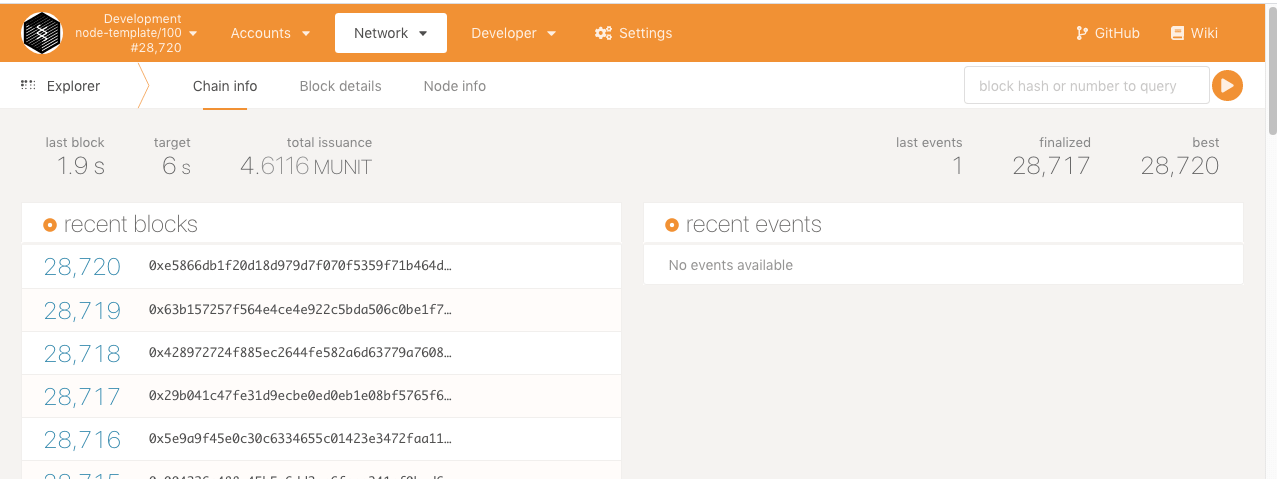 Development
node-template/100
#28,720
Accounts
Network
Developer
Settings
GitHub
Wiki
Explorer
Chain info
Block details
Node info
block hash or number to query
last block
1.9 s
target
6 s
total issuance
4.6116 MUNIT
last events
1
finalized
28,717
best
28,720
recent blocks
28,720 0xe5866db1f20d18d979d7f070f5359f71b464d…
28,719 0x63b157257f564e4ce4e922c5bda506c0be1f7…
28,718 0x428972724f885ec2644fe582a6d63779a7608…
28,717 0x29b041c47fe31d9ecbe0ed0eb1e08bf5765f6…
28,716 0x5e9a9f45e0c30c6334655c01423e3472faa11…
recent events
No events available